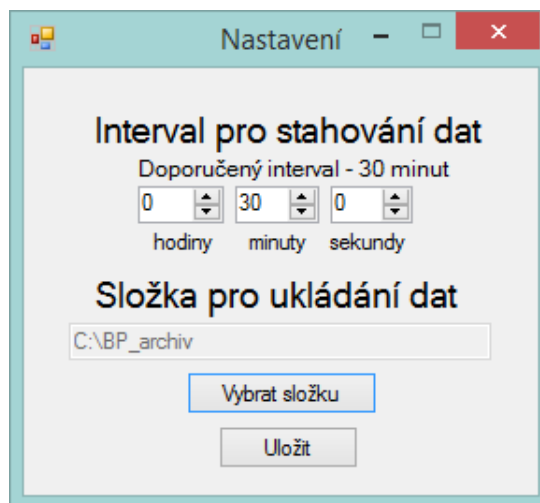 Nastavení
Interval pro stahování dat
Doporučený interval - 30 minut
0 30 0
hodiny minuty sekundy
Složka pro ukládání dat
C:\BP_archiv
Vybrat složku
Uložit